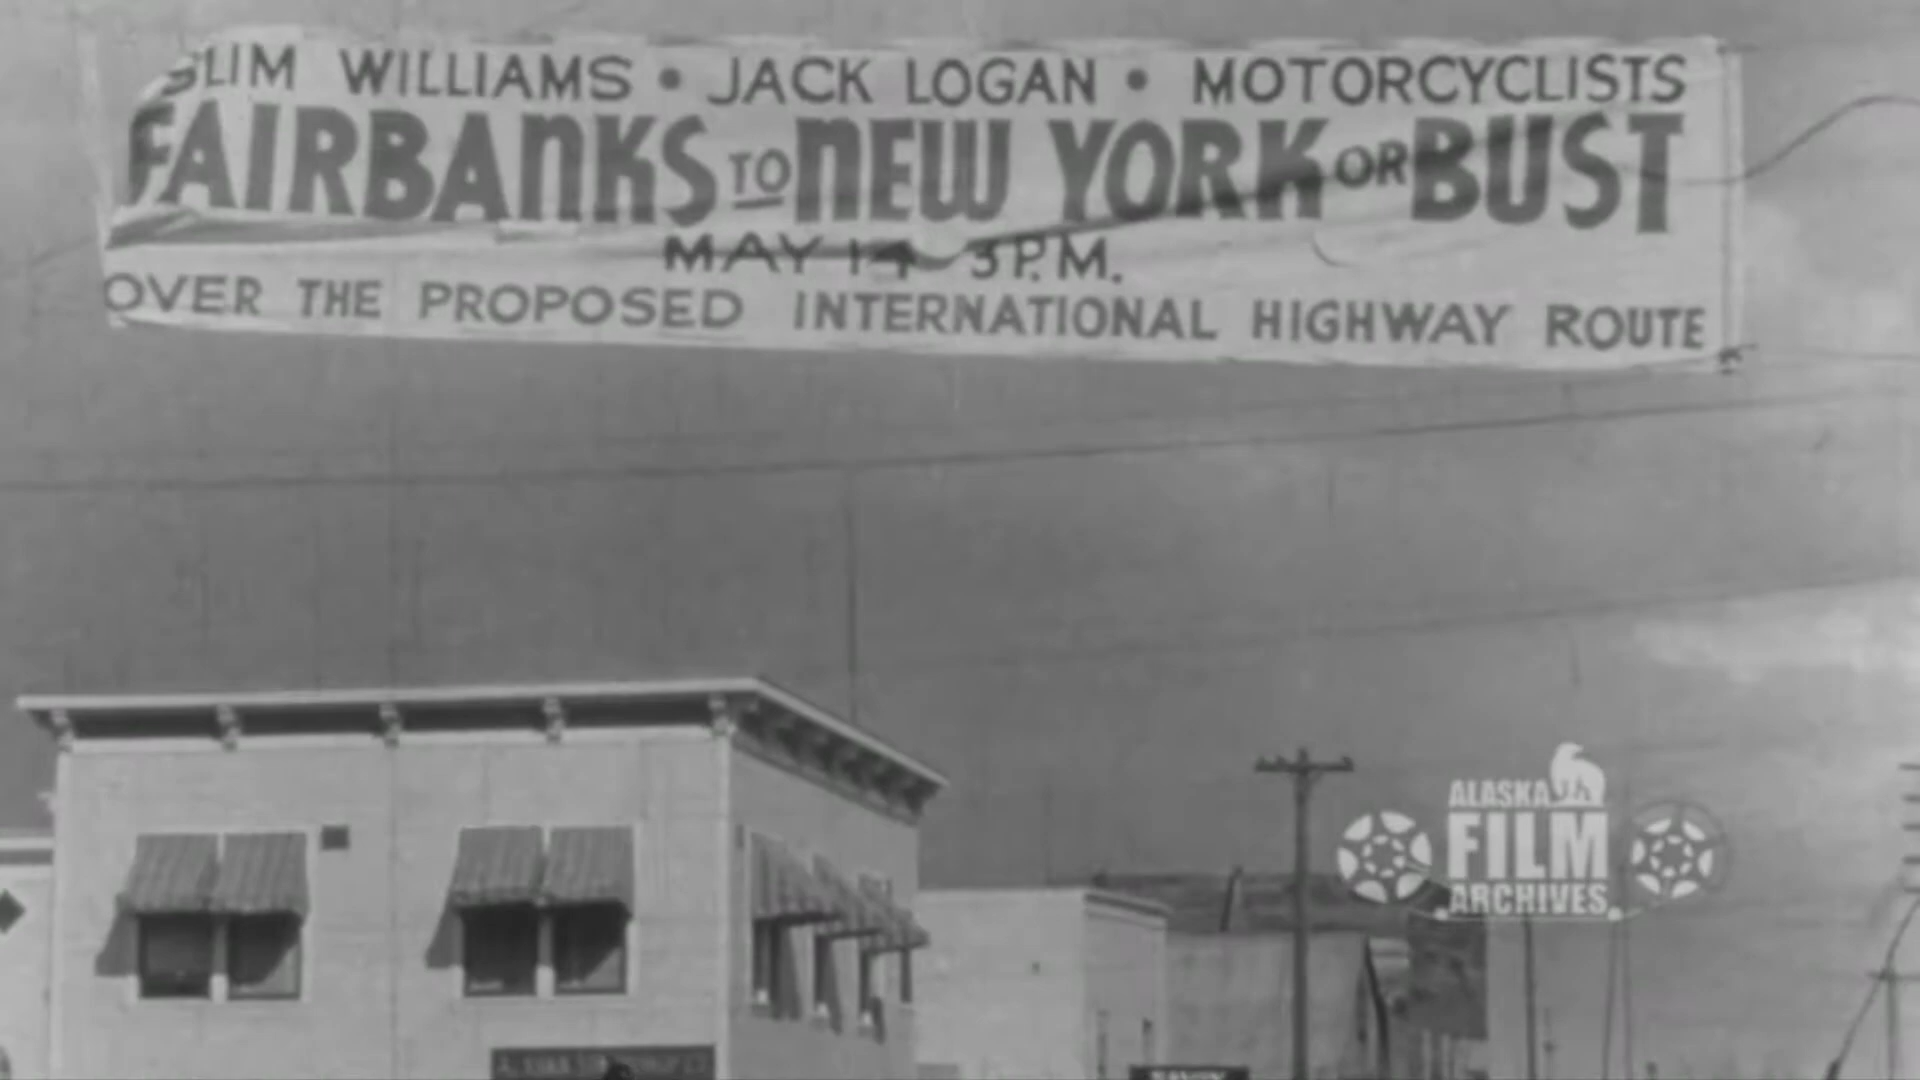 SLIM WILLIAMS • JACK LOGAN • MOTORCYCLISTS
FAIRBANKS TO NEW YORK OR BUST
MAY 14 3 P.M.
OVER THE PROPOSED INTERNATIONAL HIGHWAY ROUTE
ALASKA
FILM
ARCHIVES